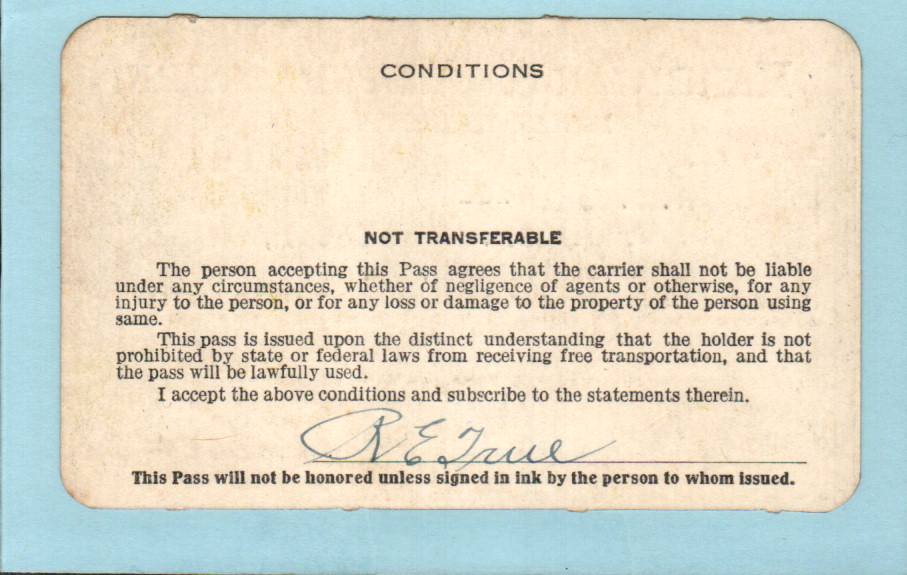 CONDITIONS
NOT TRANSFERABLE
The person accepting this Pass agrees that the carrier shall not be liable
under any circumstances, whether of negligence of agents or otherwise, for any
injury to the person, or for any loss or damage to the property of the person using
same.
This pass is issued upon the distinct understanding that the holder is not
prohibited by state or federal laws from receiving free transportation, and that
the pass will be lawfully used.
I accept the above conditions and subscribe to the statements therein.
R E True
This Pass will not be honored unless signed in ink by the person to whom issued.